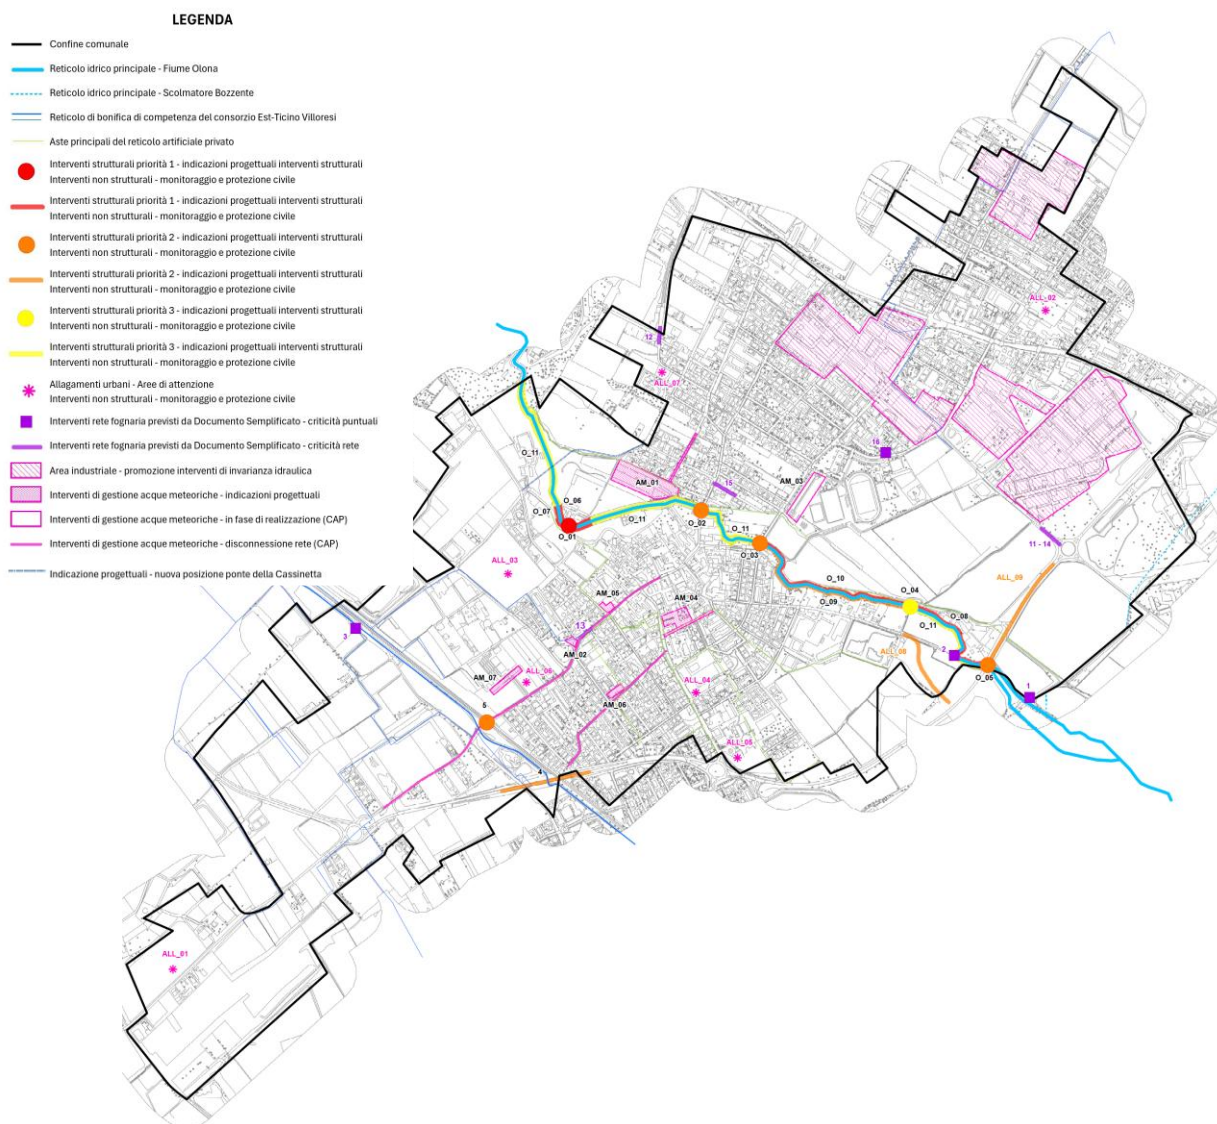 LEGENDA
Confine comunale
Reticolo idrico principale - Fiume Olona
Reticolo idrico principale - Scolmatore Bozzente
Reticolo di bonifica di competenza del consorzio Est-Ticino Villoresi
Aste principali del reticolo artificiale privato
Interventi strutturali priorità 1 - indicazioni progettuali interventi strutturali
Interventi non strutturali - monitoraggio e protezione civile
Interventi strutturali priorità 1 - indicazioni progettuali interventi strutturali
Interventi non strutturali - monitoraggio e protezione civile
Interventi strutturali priorità 2 - indicazioni progettuali interventi strutturali
Interventi non strutturali - monitoraggio e protezione civile
Interventi strutturali priorità 2 - indicazioni progettuali interventi strutturali
Interventi non strutturali - monitoraggio e protezione civile
Interventi strutturali priorità 3 - indicazioni progettuali interventi strutturali
Interventi non strutturali - monitoraggio e protezione civile
Interventi strutturali priorità 3 - indicazioni progettuali interventi strutturali
Interventi non strutturali - monitoraggio e protezione civile
Allagamenti urbani - Aree di attenzione
Interventi non strutturali - monitoraggio e protezione civile
Interventi rete fognaria previsti da Documento Semplificato - criticità puntuali
Interventi rete fognaria previsti da Documento Semplificato - criticità rete
Area industriale - promozione interventi di invarianza idraulica
Interventi di gestione acque meteoriche - indicazioni progettuali
Interventi di gestione acque meteoriche - in fase di realizzazione (CAP)
Interventi di gestione acque meteoriche - disconnessione rete (CAP)
Indicazione progettuali - nuova posizione ponte della Cassinetta
ALL_02
12
ALL_07
16
O_11
AM_01
AM_03
15
O_06
O_07
O_01
O_11
O_02
O_11
O_03
11 - 14
ALL_03
O_10
O_09
O_04
ALL_09
AM_05
AM_04
O_11
O_08
13
3
AM_02
ALL_08
2
AM_07
ALL_06
ALL_04
O_05
1
AM_06
5
ALL_05
4
ALL_01